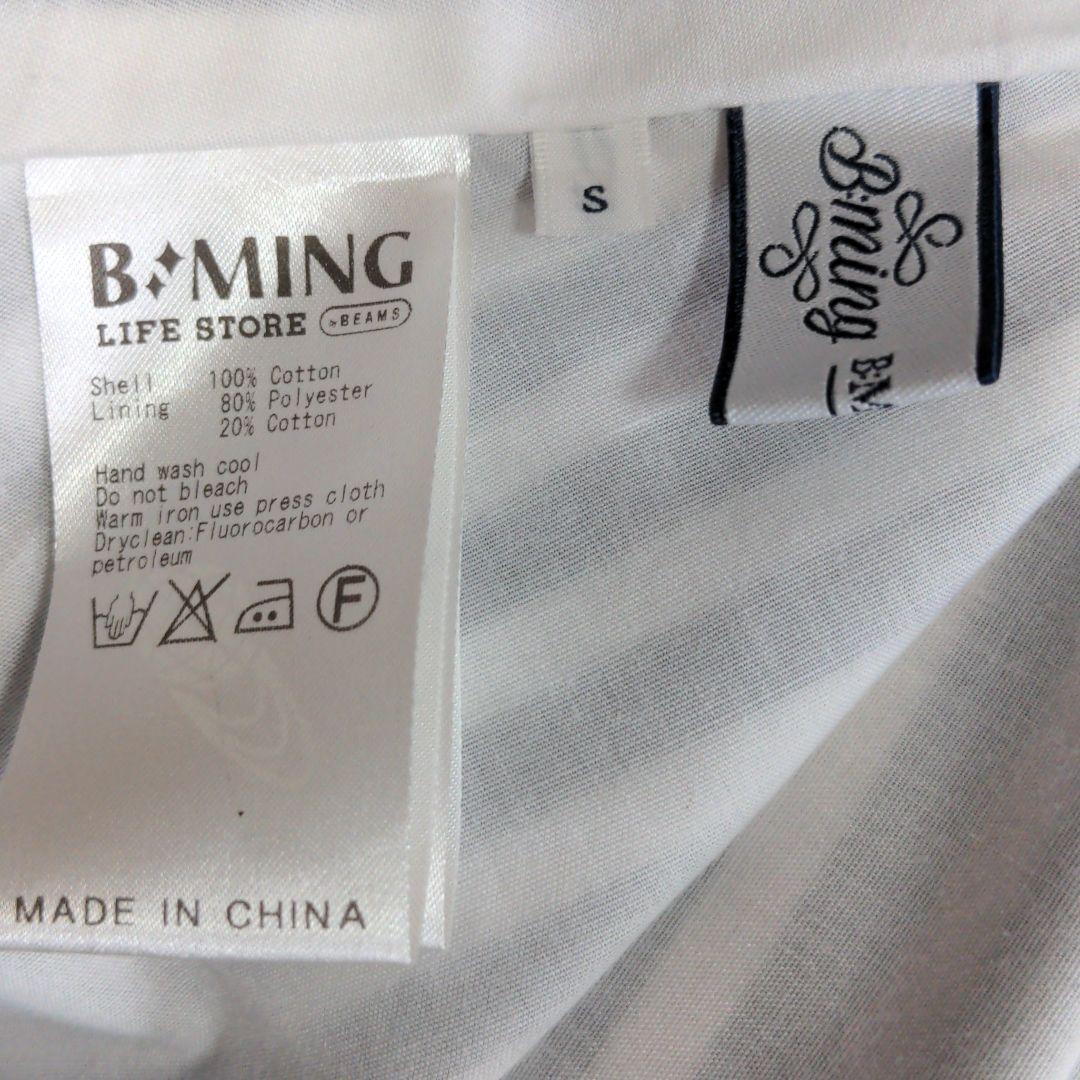 B:MING
LIFE STORE BEAMS
Shell 100% Cotton
Lining 80% Polyester
20% Cotton
Hand wash cool
Do not bleach
Warm iron use press cloth
Dryclean:Fluorocarbon or
petroleum
F
MADE IN CHINA
S
B:ming